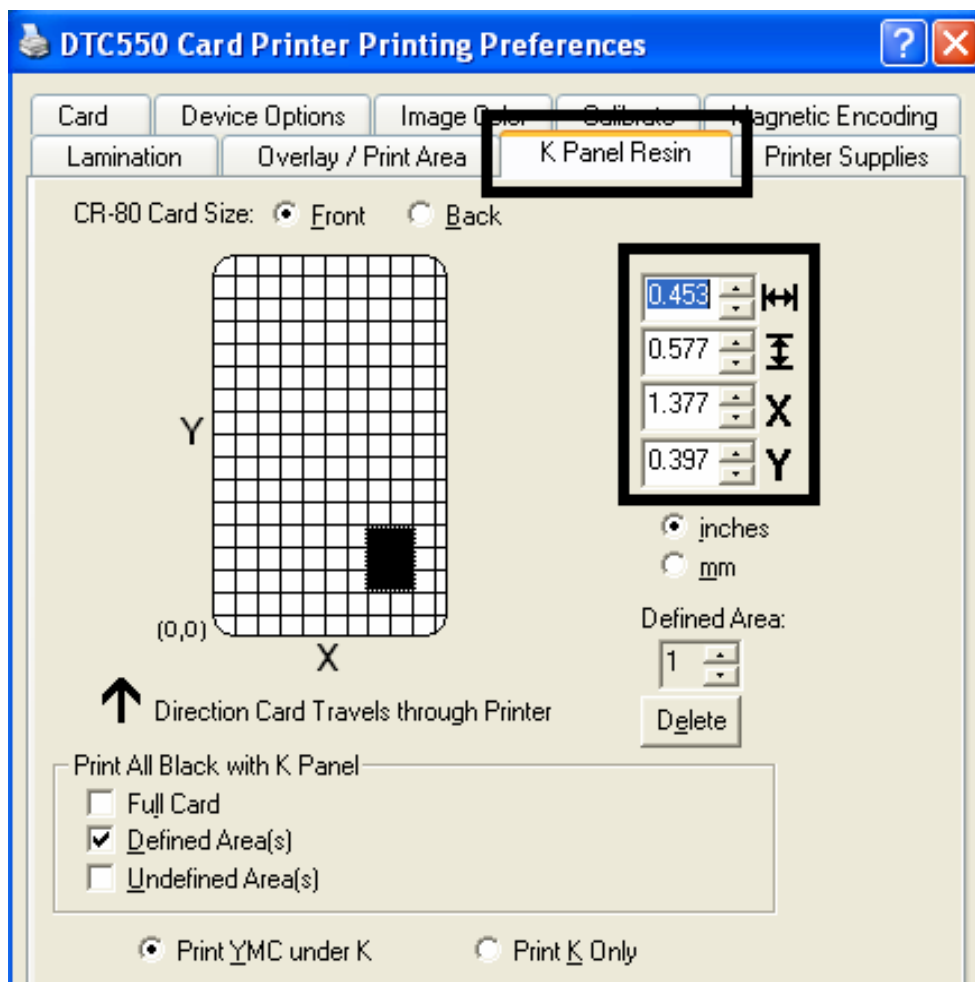 DTC550 Card Printer Printing Preferences
Card Device Options Image Color Calibrate Magnetic Encoding
Lamination Overlay / Print Area K Panel Resin Printer Supplies
CR-80 Card Size: Front Back
0.453
0.577
1.377 X
0.397 Y
Y
inches
mm
(0,0)
X
Defined Area:
1
Direction Card Travels through Printer
Delete
Print All Black with K Panel
Full Card
Defined Area(s)
Undefined Area(s)
Print YMC under K Print K Only